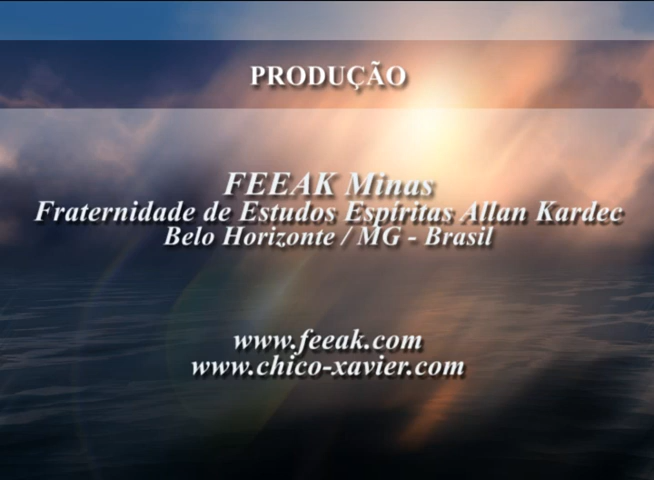 PRODUÇÃO
FEEAK Minas
Fraternidade de Estudos Espíritas Allan Kardec
Belo Horizonte / MG - Brasil
www.feeak.com
www.chico-xavier.com